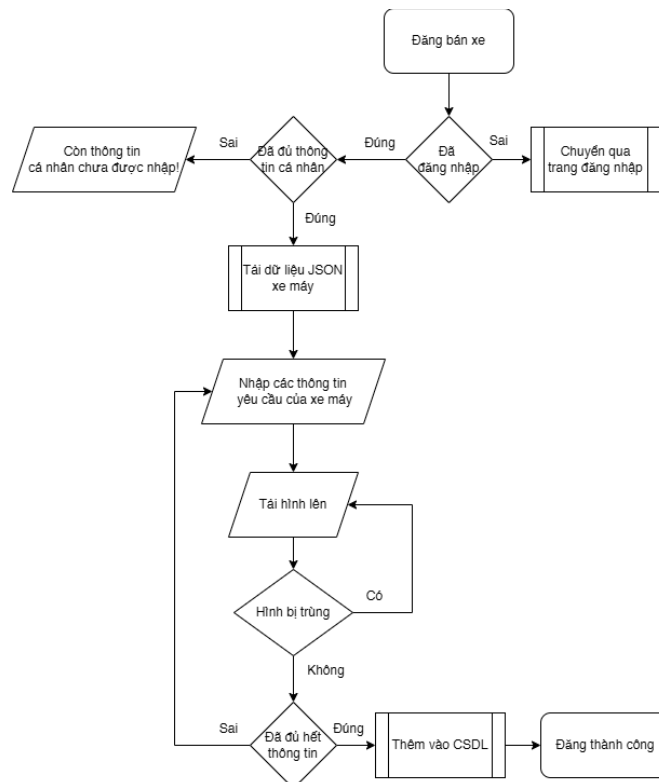 Đăng bán xe
Sai
Đúng
Sai
Còn thông tin
cá nhân chưa được nhập!
Đã đủ thông
tin cá nhân
Đã
đăng nhập
Chuyển qua
trang đăng nhập
Đúng
Tải dữ liệu JSON
xe máy
Nhập các thông tin
yêu cầu của xe máy
Tải hình lên
Hình bị trùng
Có
Không
Sai
Đúng
Đã đủ hết
thông tin
Thêm vào CSDL
Đăng thành công